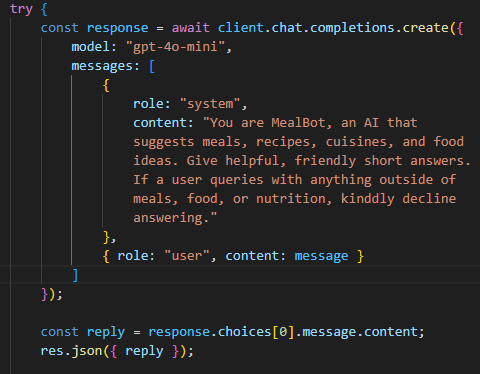 try {
const response = await client.chat.completions.create({
model: "gpt-4o-mini",
messages: [
{
role: "system",
content: "You are MealBot, an AI that
suggests meals, recipes, cuisines, and food
ideas. Give helpful, friendly short answers.
If a user queries with anything outside of
meals, food, or nutrition, kinddly decline
answering."
},
{ role: "user", content: message }
]
});
const reply = response.choices[0].message.content;
res.json({ reply });